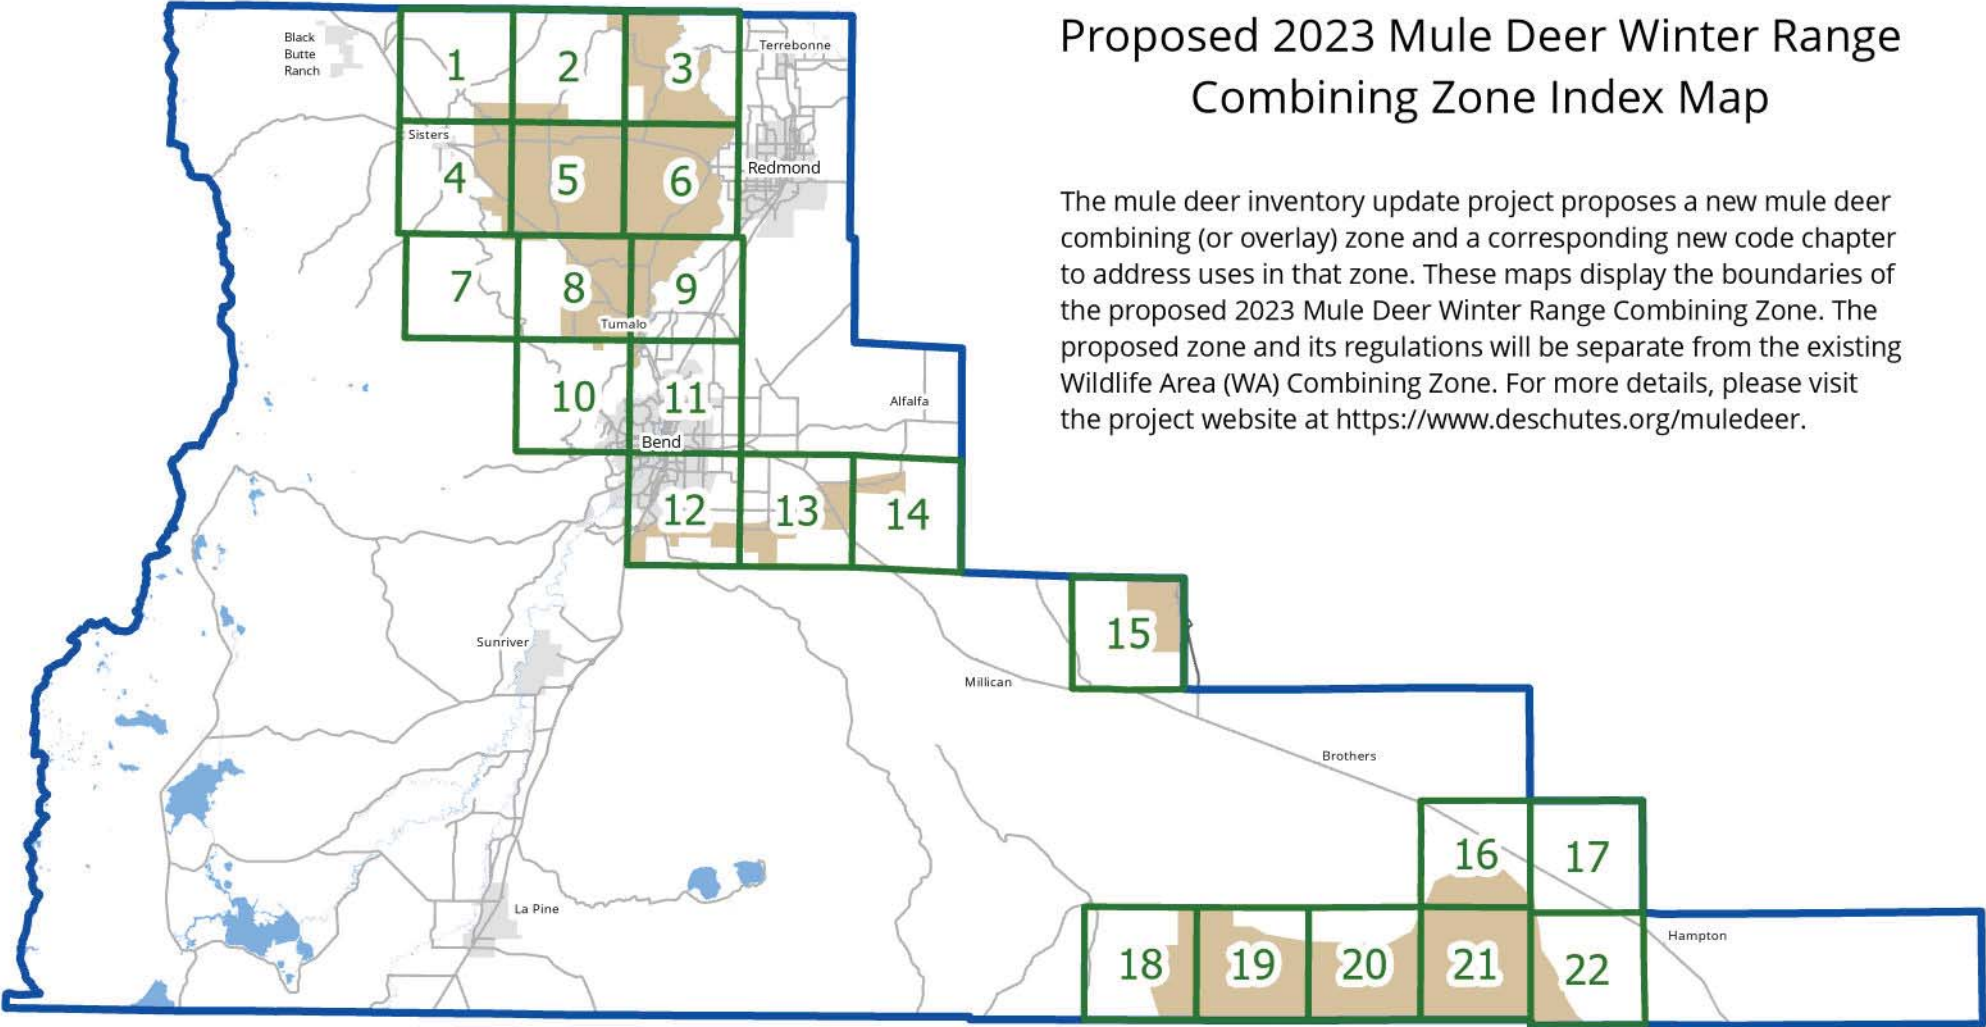 Proposed 2023 Mule Deer Winter Range
Combining Zone Index Map
The mule deer inventory update project proposes a new mule deer
combining (or overlay) zone and a corresponding new code chapter
to address uses in that zone. These maps display the boundaries of
the proposed 2023 Mule Deer Winter Range Combining Zone. The
proposed zone and its regulations will be separate from the existing
Wildlife Area (WA) Combining Zone. For more details, please visit
the project website at https://www.deschutes.org/muledeer.
Black
Butte
Ranch
1
2
3
Terrebonne
Sisters
4
5
6
Redmond
7
8
9
Tumalo
10
11
Alfalfa
Bend
12
13
14
Sunriver
15
Millican
Brothers
16
17
La Pine
Hampton
18
19
20
21
22